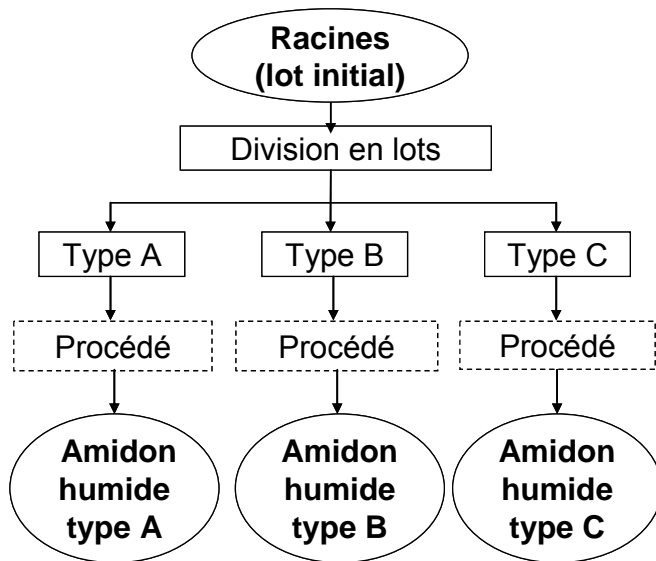 Racines
(lot initial)
Division en lots
Type A
Type B
Type C
Procédé
Procédé
Procédé
Amidon
humide
type A
Amidon
humide
type B
Amidon
humide
type C